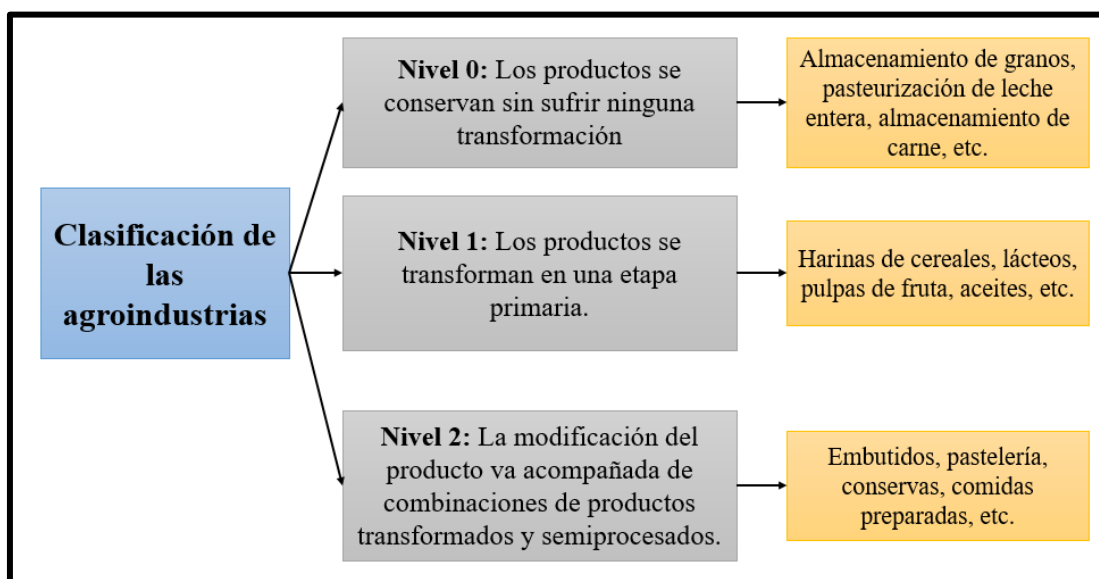 Clasificación de
las
agroindustrias
Nivel 0: Los productos se
conservan sin sufrir ninguna
transformación
Almacenamiento de granos,
pasteurización de leche
entera, almacenamiento de
carne, etc.
Nivel 1: Los productos se
transforman en una etapa
primaria.
Harinas de cereales, lácteos,
pulpas de fruta, aceites, etc.
Nivel 2: La modificación del
producto va acompañada de
combinaciones de productos
transformados y semiprocesados.
Embutidos, pastelería,
conservas, comidas
preparadas, etc.